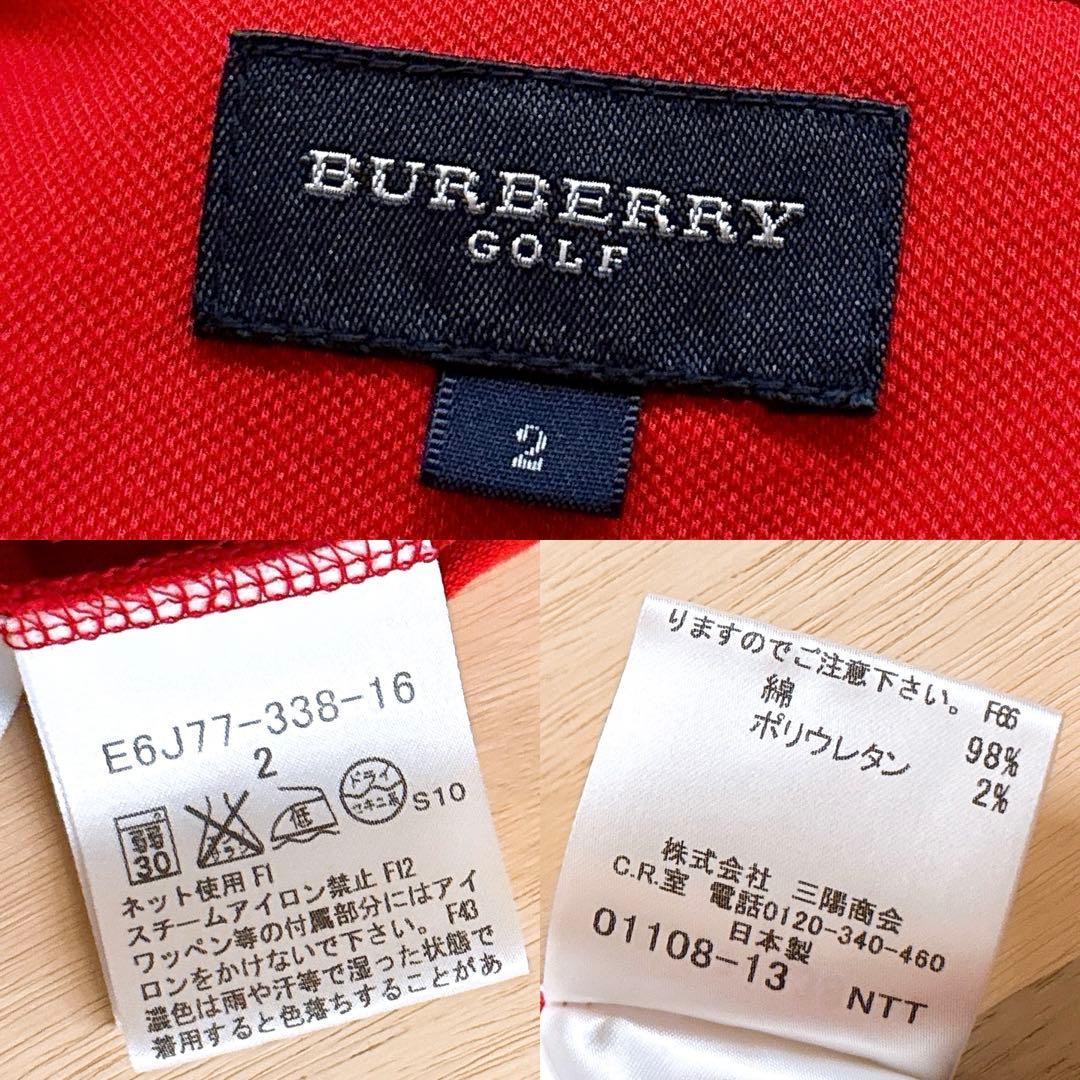 BURBERRY
GOLF
2
E6J77-338-16
2
弱
30
低
ドライ
セキユ系
S10
ネット使用 F1
スチームアイロン禁止 F12
ワッペン等の付属部分にはアイ
ロンをかけないで下さい。 F43
濃色は雨や汗等で湿った状態で
着用すると色落ちすることがあ
りますのでご注意下さい。 F66
綿 98%
ポリウレタン 2%
株式会社 三陽商会
C.R.室 電話0120-340-460
日本製
01108-13 NTT